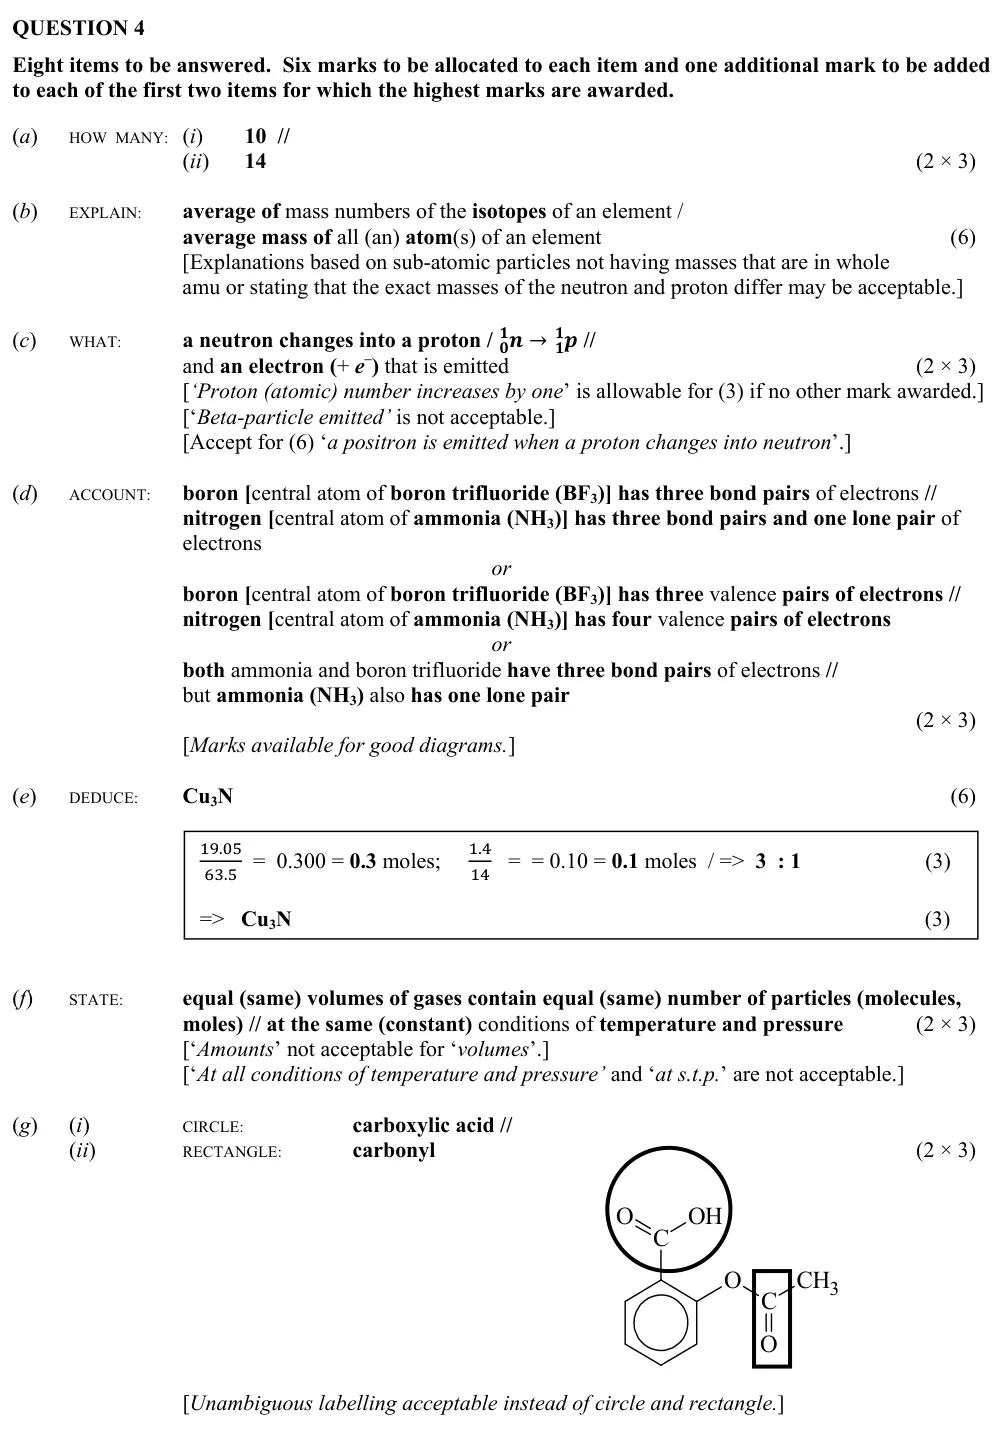 QUESTION 4
Eight items to be answered. Six marks to be allocated to each item and one additional mark to be added
to each of the first two items for which the highest marks are awarded.
(a) HOW MANY: (i) 10 //
(ii) 14 (2 × 3)
(b) EXPLAIN: average of mass numbers of the isotopes of an element /
average mass of all (an) atom(s) of an element (6)
[Explanations based on sub-atomic particles not having masses that are in whole
amu or stating that the exact masses of the neutron and proton differ may be acceptable.]
(c) WHAT: a neutron changes into a proton / ¹₀n → ¹₁p //
and an electron (+ e⁻) that is emitted (2 × 3)
[‘Proton (atomic) number increases by one’ is allowable for (3) if no other mark awarded.]
[‘Beta-particle emitted’ is not acceptable.]
[Accept for (6) ‘a positron is emitted when a proton changes into neutron’.]
(d) ACCOUNT: boron [central atom of boron trifluoride (BF₃)] has three bond pairs of electrons //
nitrogen [central atom of ammonia (NH₃)] has three bond pairs and one lone pair of
electrons
or
boron [central atom of boron trifluoride (BF₃)] has three valence pairs of electrons //
nitrogen [central atom of ammonia (NH₃)] has four valence pairs of electrons
or
both ammonia and boron trifluoride have three bond pairs of electrons //
but ammonia (NH₃) also has one lone pair
(2 × 3)
[Marks available for good diagrams.]
(e) DEDUCE: Cu₃N (6)
19.05/63.5 = 0.300 = 0.3 moles; 1.4/14 = = 0.10 = 0.1 moles / => 3 : 1 (3)
=> Cu₃N (3)
(f) STATE: equal (same) volumes of gases contain equal (same) number of particles (molecules,
moles) // at the same (constant) conditions of temperature and pressure (2 × 3)
[‘Amounts’ not acceptable for ‘volumes’.]
[‘At all conditions of temperature and pressure’ and ‘at s.t.p.’ are not acceptable.]
(g) (i) CIRCLE: carboxylic acid //
(ii) RECTANGLE: carbonyl (2 × 3)
O OH
C
O CH₃
C
O
[Unambiguous labelling acceptable instead of circle and rectangle.]